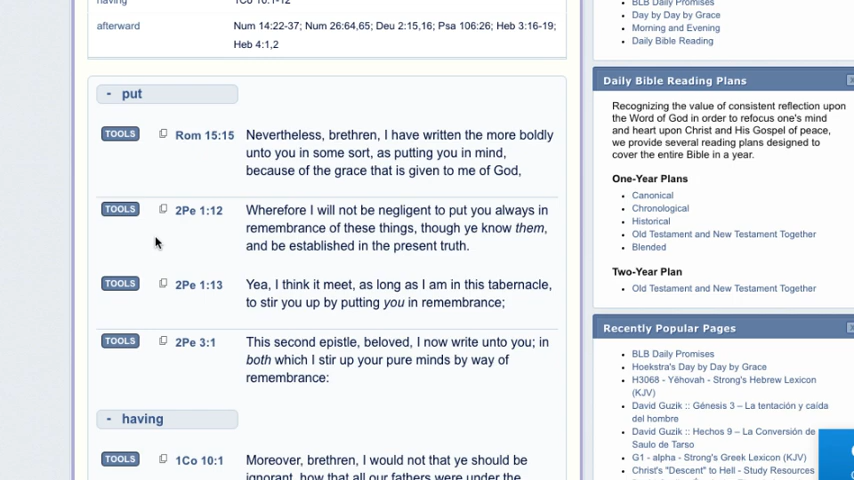 having
1Co 10:1-12
afterward
Num 14:22-37; Num 26:64,65; Deu 2:15,16; Psa 106:26; Heb 3:16-19;
Heb 4:1,2
- put
TOOLS
Rom 15:15
Nevertheless, brethren, I have written the more boldly
unto you in some sort, as putting you in mind,
because of the grace that is given to me of God,
TOOLS
2Pe 1:12
Wherefore I will not be negligent to put you always in
remembrance of these things, though ye know them,
and be established in the present truth.
TOOLS
2Pe 1:13
Yea, I think it meet, as long as I am in this tabernacle,
to stir you up by putting you in remembrance;
TOOLS
2Pe 3:1
This second epistle, beloved, I now write unto you; in
both which I stir up your pure minds by way of
remembrance:
- having
TOOLS
1Co 10:1
Moreover, brethren, I would not that ye should be
ignorant, how that all our fathers were under the
BLB Daily Promises
Day by Day by Grace
Morning and Evening
Daily Bible Reading
Daily Bible Reading Plans
Recognizing the value of consistent reflection upon
the Word of God in order to refocus one's mind
and heart upon Christ and His Gospel of peace,
we provide several reading plans designed to
cover the entire Bible in a year.
One-Year Plans
Canonical
Chronological
Historical
Old Testament and New Testament Together
Blended
Two-Year Plan
Old Testament and New Testament Together
Recently Popular Pages
BLB Daily Promises
Hoekstra's Day by Day by Grace
H3068 - Yĕhovah - Strong's Hebrew Lexicon
(KJV)
David Guzik :: Génesis 3 – La tentación y caída
del hombre
David Guzik :: Hechos 9 – La Conversión de
Saulo de Tarso
G1 - alpha - Strong's Greek Lexicon (KJV)
Christ's "Descent" to Hell - Study Resources